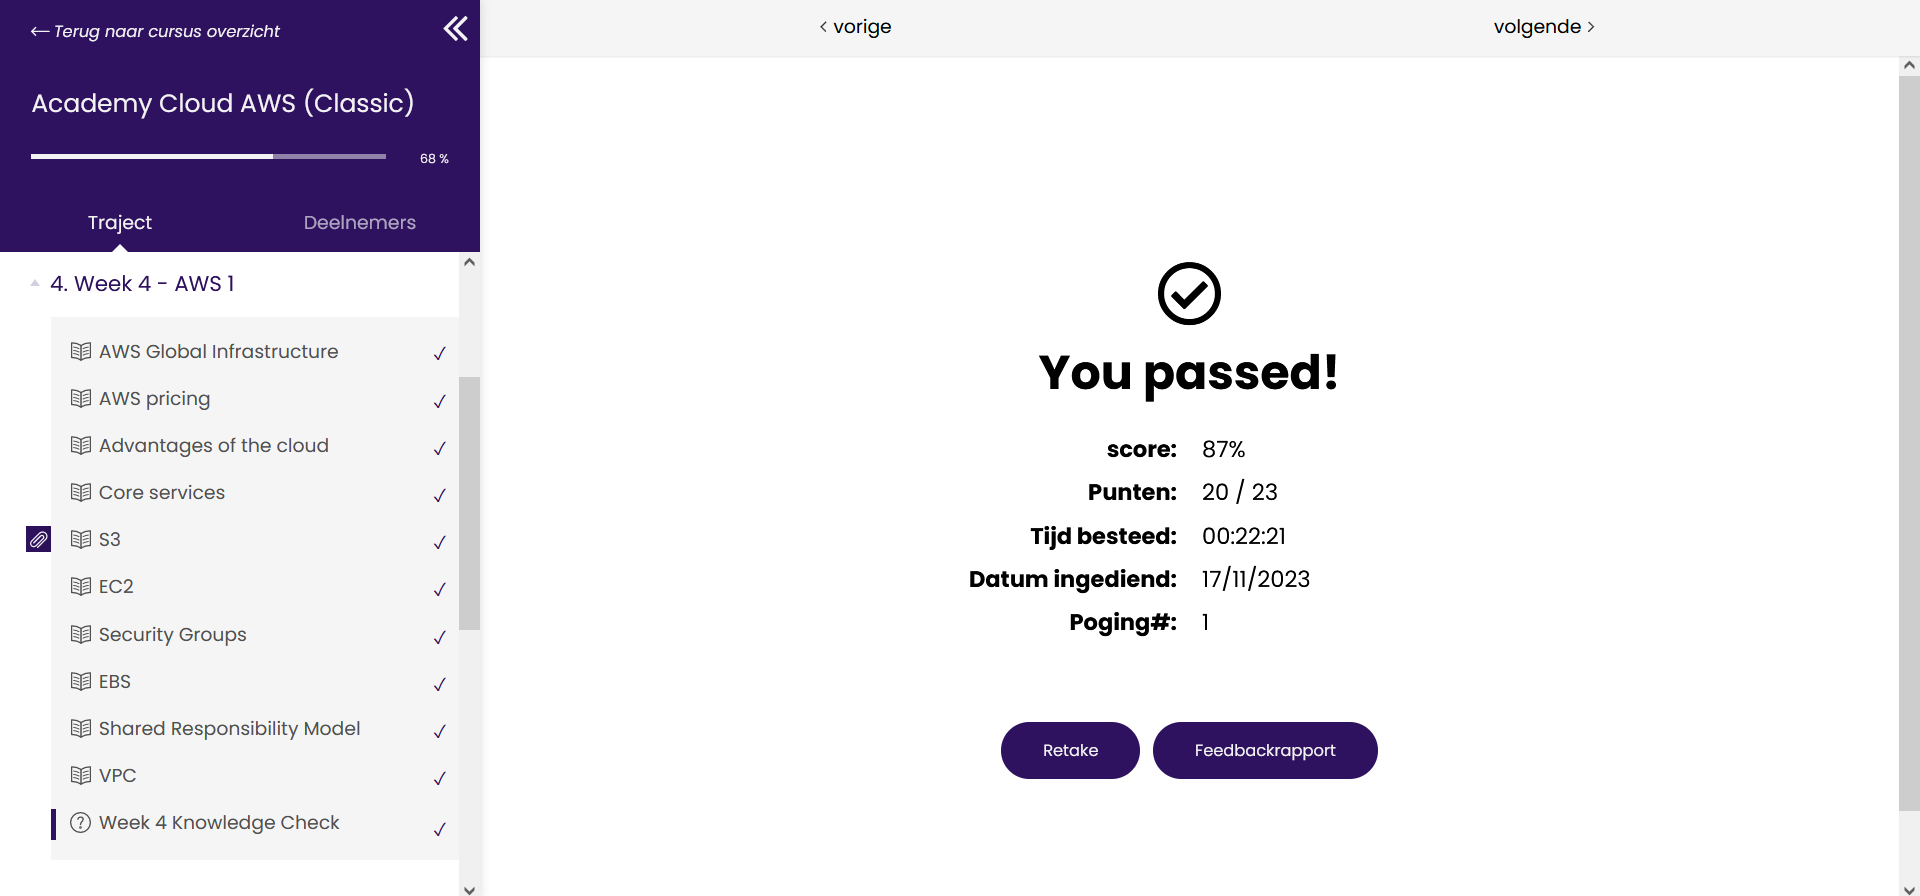 Terug naar cursus overzicht
Academy Cloud AWS (Classic)
68 %
Traject
Deelnemers
4. Week 4 - AWS 1
AWS Global Infrastructure
AWS pricing
Advantages of the cloud
Core services
S3
EC2
Security Groups
EBS
Shared Responsibility Model
VPC
Week 4 Knowledge Check
vorige
volgende
You passed!
score: 87%
Punten: 20 / 23
Tijd besteed: 00:22:21
Datum ingediend: 17/11/2023
Poging#: 1
Retake
Feedbackrapport